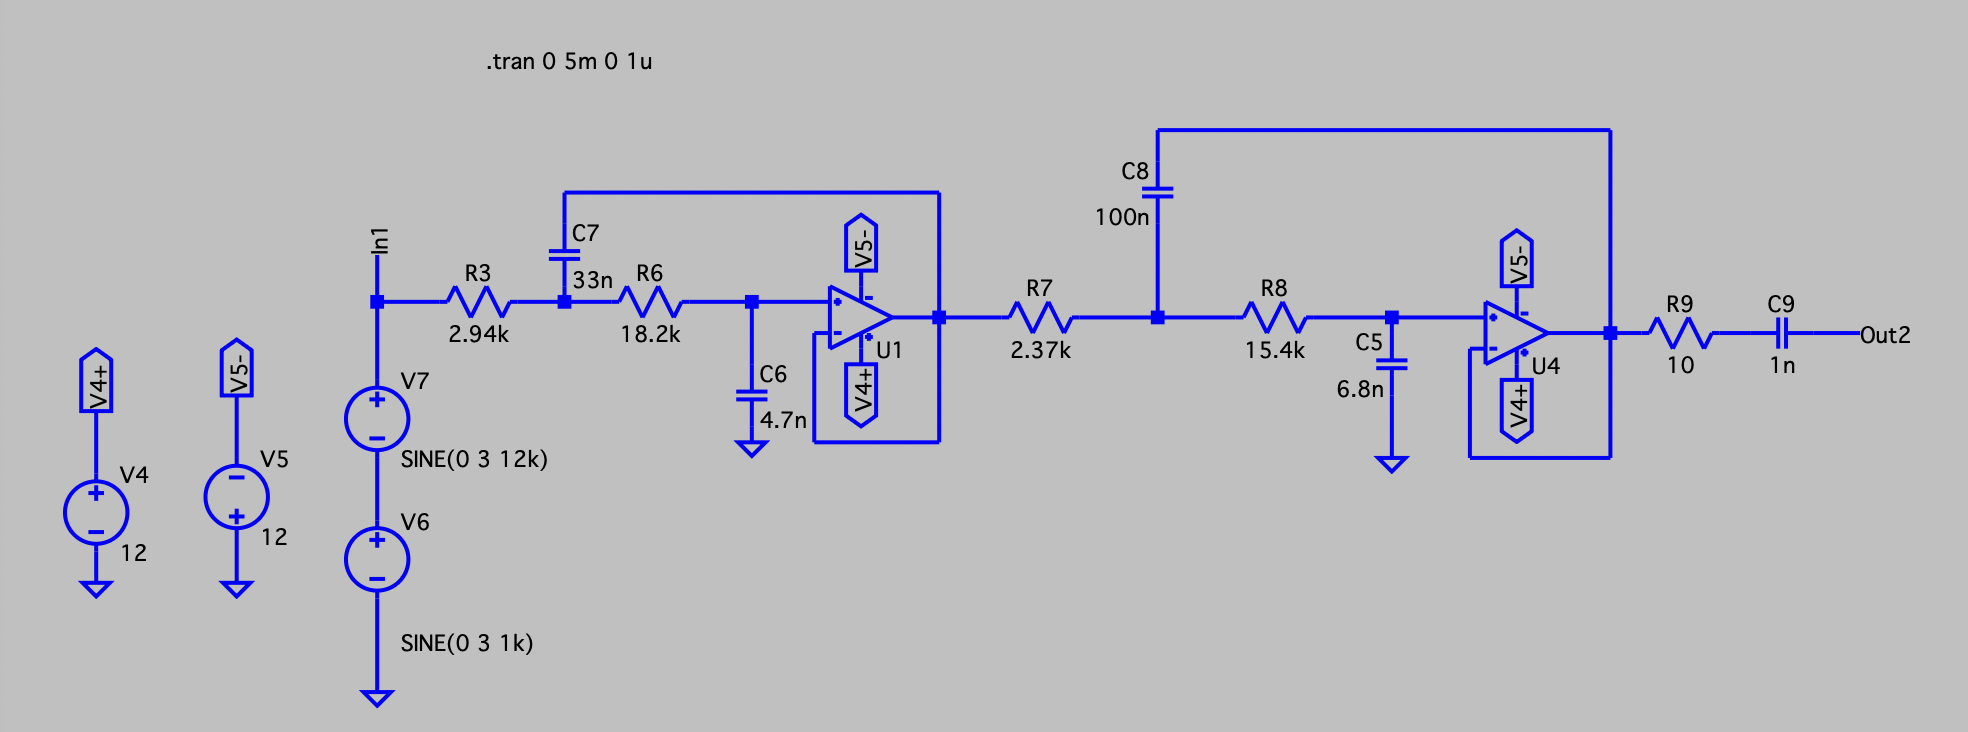 .tran 0 5m 0 1u
C8
100n
In1
C7
33n
R3
2.94k
R6
18.2k
V5-
U1
V4+
C6
4.7n
R7
2.37k
R8
15.4k
C5
6.8n
V5-
U4
V4+
R9
10
C9
1n
Out2
V4+
V4
12
V5-
V5
12
V7
SINE(0 3 12k)
V6
SINE(0 3 1k)